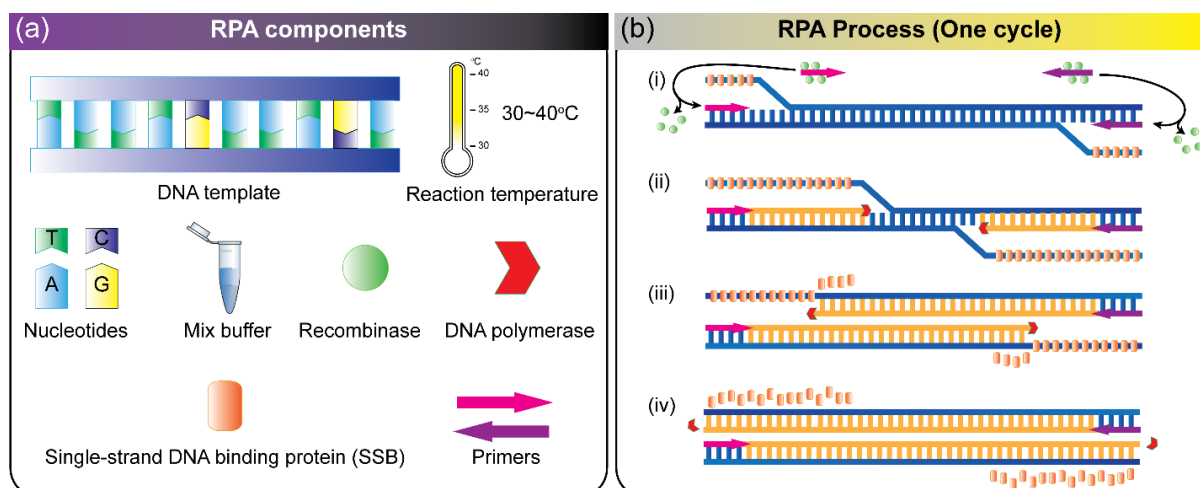 (a) RPA components
°C
40
35
30
30~40°C
DNA template
Reaction temperature
T C
A G
Nucleotides
Mix buffer
Recombinase
DNA polymerase
Single-strand DNA binding protein (SSB)
Primers
(b) RPA Process (One cycle)
(i)
(ii)
(iii)
(iv)